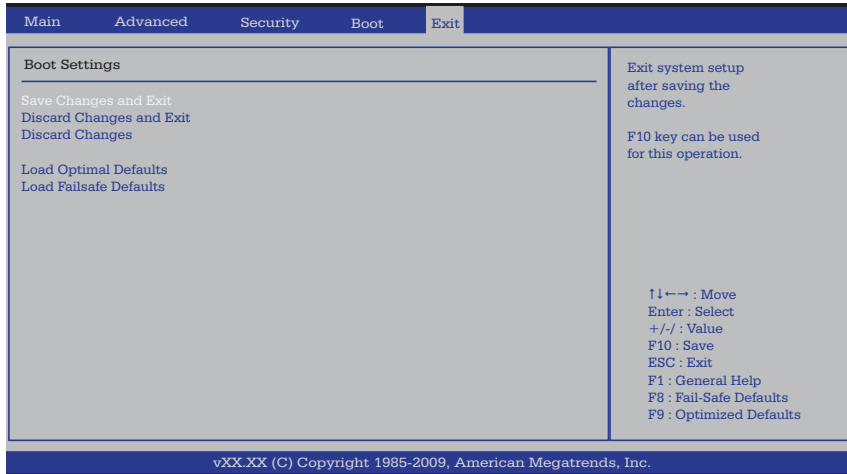 Main Advanced Security Boot Exit
Boot Settings
Save Changes and Exit
Discard Changes and Exit
Discard Changes
Load Optimal Defaults
Load Failsafe Defaults
Exit system setup
after saving the
changes.
F10 key can be used
for this operation.
↑↓←→ : Move
Enter : Select
+/-/ : Value
F10 : Save
ESC : Exit
F1 : General Help
F8 : Fail-Safe Defaults
F9 : Optimized Defaults
vXX.XX (C) Copyright 1985-2009, American Megatrends, Inc.